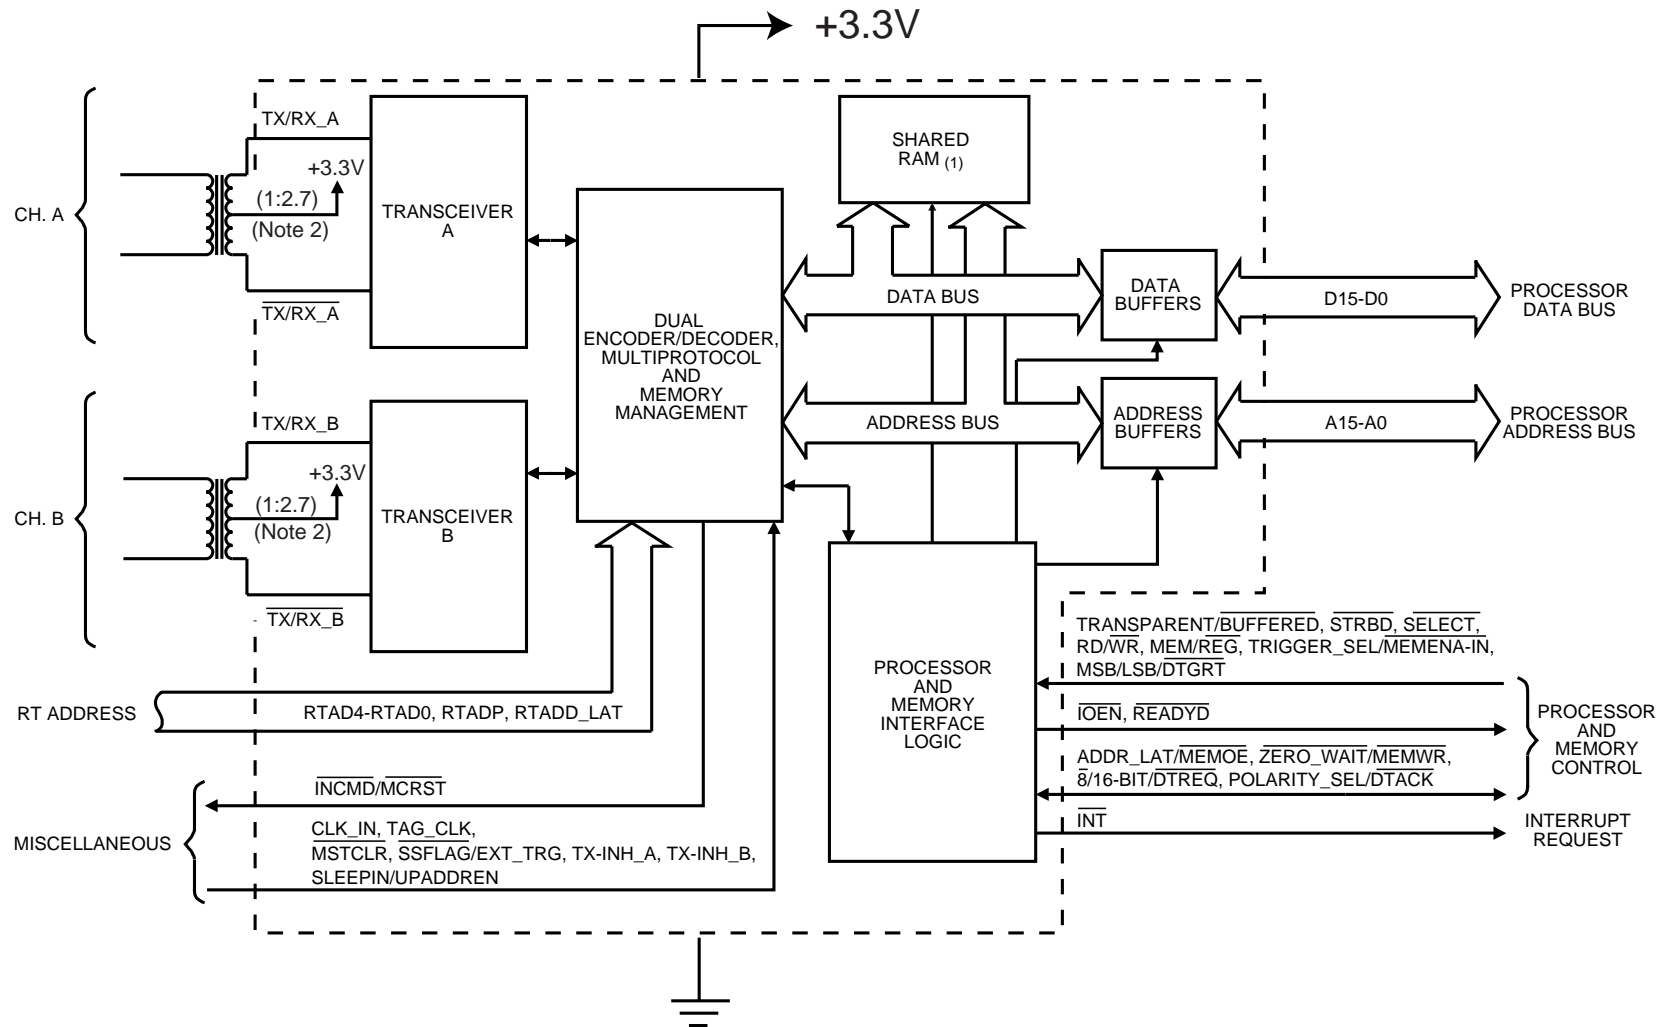 +3.3V
CH. A
TX/RX_A
+3.3V
(1:2.7)
(Note 2)
TX/RX_A
TRANSCEIVER
A
SHARED
RAM (1)
DUAL
ENCODER/DECODER,
MULTIPROTOCOL
AND
MEMORY
MANAGEMENT
DATA BUS
DATA
BUFFERS
D15-D0
PROCESSOR
DATA BUS
ADDRESS BUS
ADDRESS
BUFFERS
A15-A0
PROCESSOR
ADDRESS BUS
CH. B
TX/RX_B
+3.3V
(1:2.7)
(Note 2)
TX/RX_B
TRANSCEIVER
B
RT ADDRESS
RTAD4-RTAD0, RTADP, RTADD_LAT
MISCELLANEOUS
INCMD/MCRST
CLK_IN, TAG_CLK,
MSTCLR, SSFLAG/EXT_TRG, TX-INH_A, TX-INH_B,
SLEEPIN/UPADDREN
PROCESSOR
AND
MEMORY
INTERFACE
LOGIC
TRANSPARENT/BUFFERED, STRBD, SELECT,
RD/WR, MEM/REG, TRIGGER_SEL/MEMENA-IN,
MSB/LSB/DTGRT
IOEN, READYD
ADDR_LAT/MEMOE, ZERO_WAIT/MEMWR,
8/16-BIT/DTREQ, POLARITY_SEL/DTACK
INT
PROCESSOR
AND
MEMORY
CONTROL
INTERRUPT
REQUEST